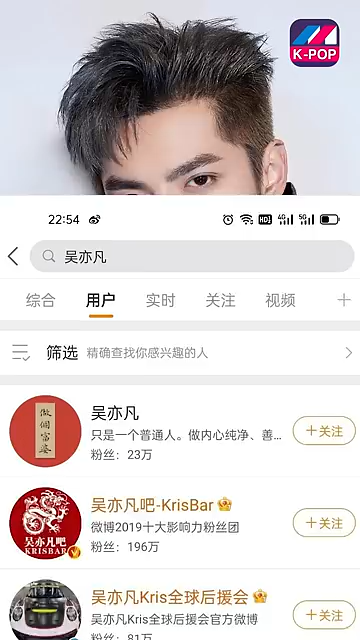 K-POP
22:54
HD 4G 5G
吴亦凡
综合 用户 实时 关注 视频
筛选 精确查找你感兴趣的人
做個富婆
吴亦凡
只是一个普通人。做内心纯净、善...
粉丝：23万
+关注
吴亦凡吧
KRISBAR
吴亦凡吧-KrisBar
微博2019十大影响力粉丝团
粉丝：196万
+关注
吴亦凡Kris全球后援会
吴亦凡Kris全球后援会官方微博
粉丝：81万
+关注